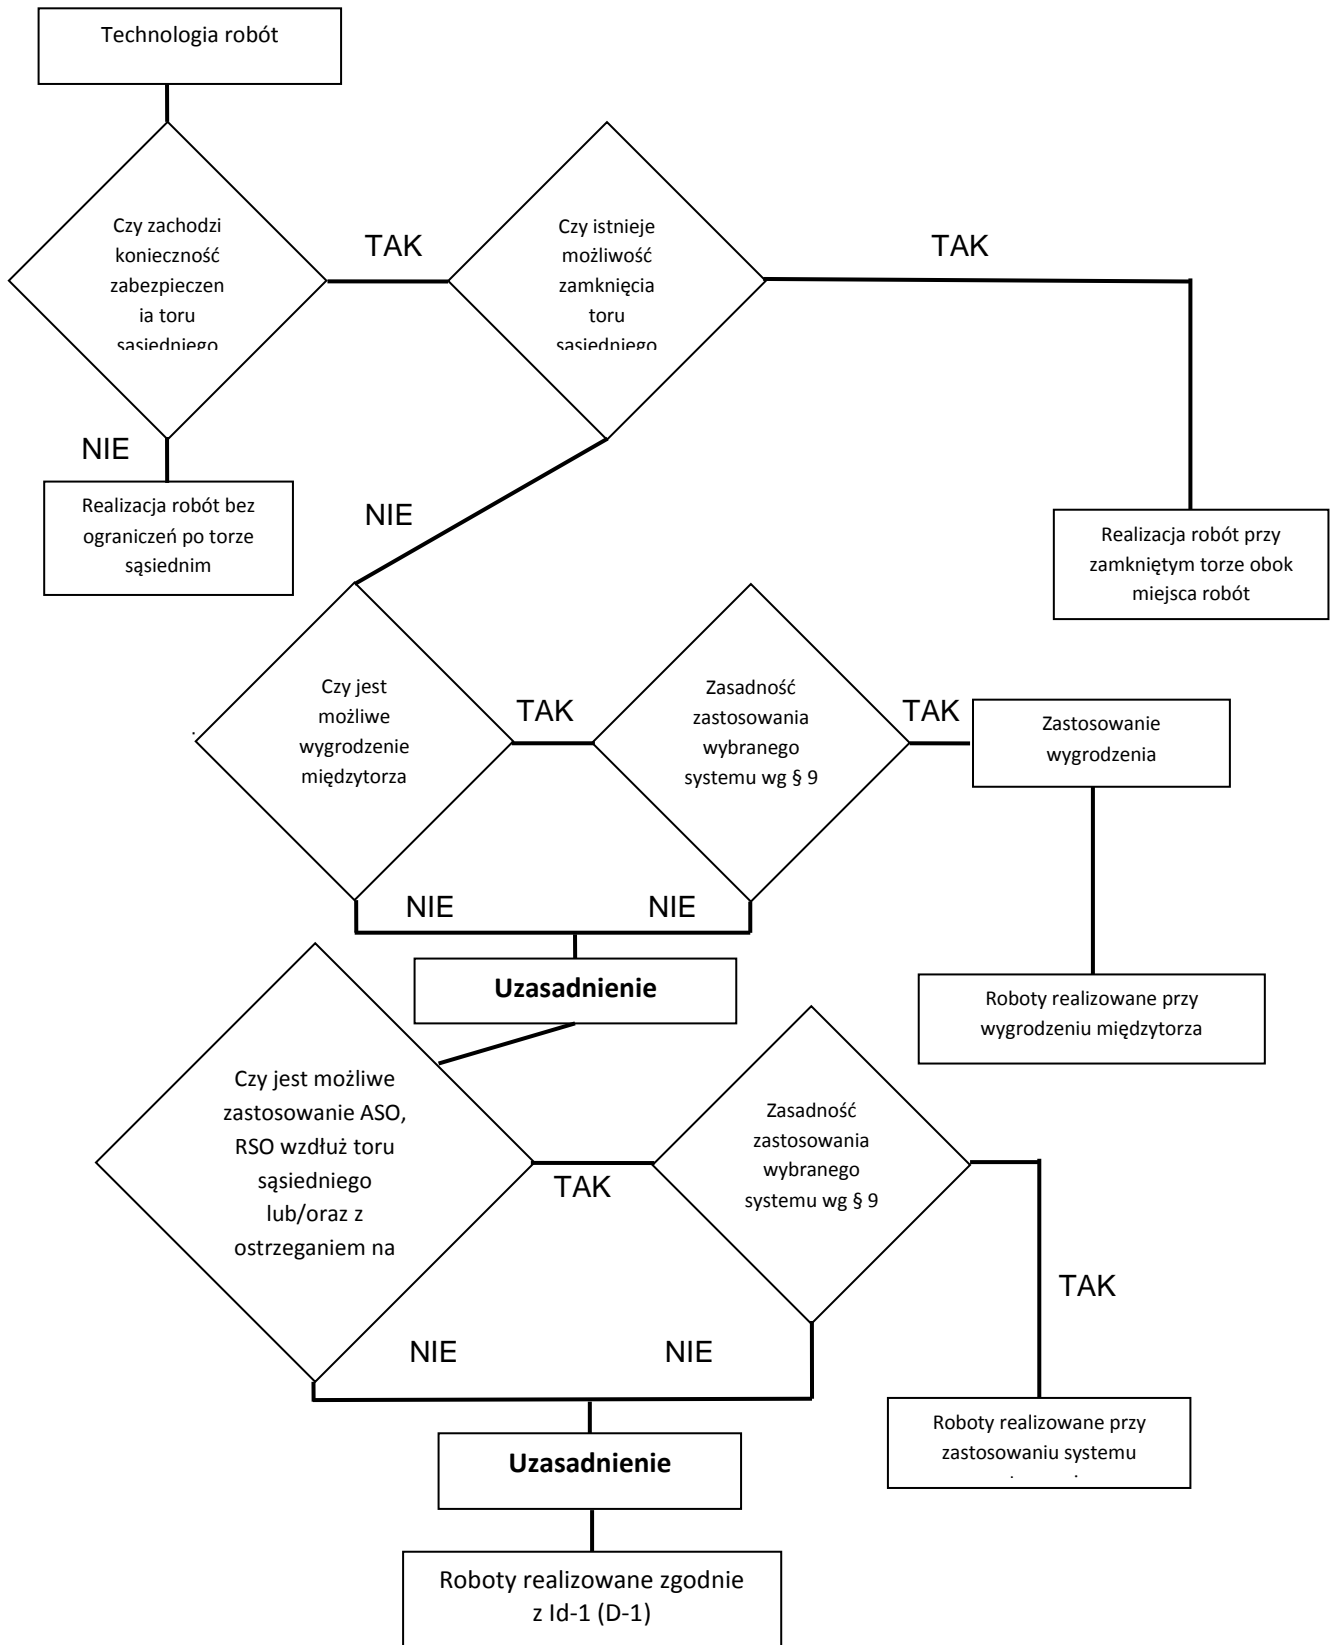 Technologia robót
Czy zachodzi
konieczność
zabezpieczen
ia toru
sąsiedniego
TAK
Czy istnieje
możliwość
zamknięcia
toru
sąsiedniego
TAK
NIE
Realizacja robót bez
ograniczeń po torze
sąsiednim
NIE
Realizacja robót przy
zamkniętym torze obok
miejsca robót
Czy jest
możliwe
wygrodzenie
międzytorza
TAK
Zasadność
zastosowania
wybranego
systemu wg § 9
TAK
Zastosowanie
wygrodzenia
NIE
NIE
Uzasadnienie
Roboty realizowane przy
wygrodzeniu międzytorza
Czy jest możliwe
zastosowanie ASO,
RSO wzdłuż toru
sąsiedniego
lub/oraz z
ostrzeganiem na
TAK
Zasadność
zastosowania
wybranego
systemu wg § 9
TAK
NIE
NIE
Roboty realizowane przy
zastosowaniu systemu
Uzasadnienie
Roboty realizowane zgodnie
z Id-1 (D-1)